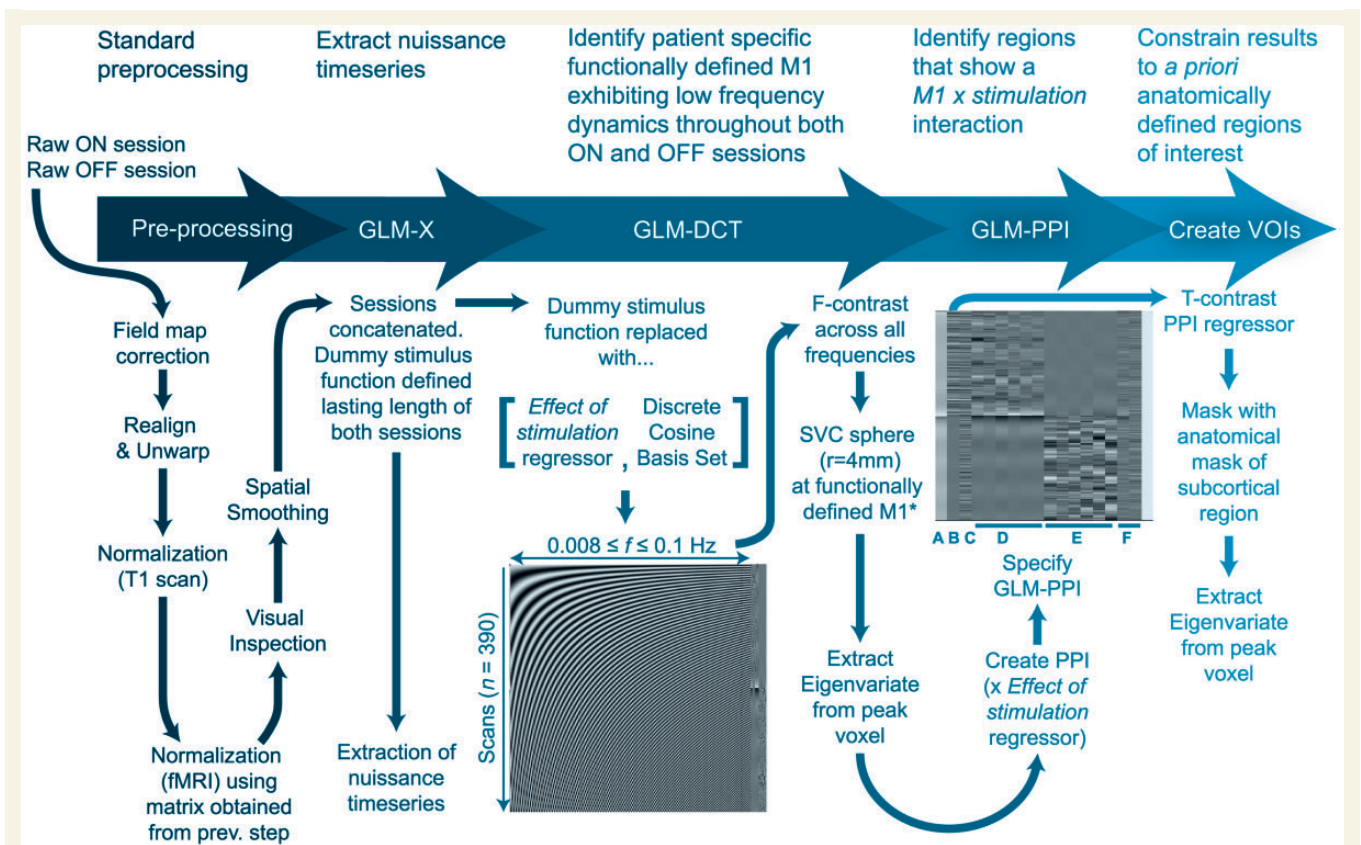 Standard
preprocessing
Extract nuissance
timeseries
Identify patient specific
functionally defined M1
exhibiting low frequency
dynamics throughout both
ON and OFF sessions
Identify regions
that show a
M1 x stimulation
interaction
Constrain results
to a priori
anatomically
defined regions
of interest
Raw ON session
Raw OFF session
Pre-processing
GLM-X
GLM-DCT
GLM-PPI
Create VOIs
Field map
correction
Realign
& Unwarp
Normalization
(T1 scan)
Normalization
(fMRI) using
matrix obtained
from prev. step
Visual
Inspection
Spatial
Smoothing
Sessions
concatenated.
Dummy stimulus
function defined
lasting length of
both sessions
Extraction of
nuissance
timeseries
Dummy stimulus
function replaced
with...
Effect of
stimulation
regressor
,
Discrete
Cosine
Basis Set
0.008 ≤ f ≤ 0.1 Hz
Scans (n = 390)
F-contrast
across all
frequencies
SVC sphere
(r=4mm)
at functionally
defined M1*
Extract
Eigenvariate
from peak
voxel
Create PPI
(x Effect of
stimulation
regressor)
Specify
GLM-PPI
A B C D E F
T-contrast
PPI regressor
Mask with
anatomical
mask of
subcortical
region
Extract
Eigenvariate
from peak
voxel